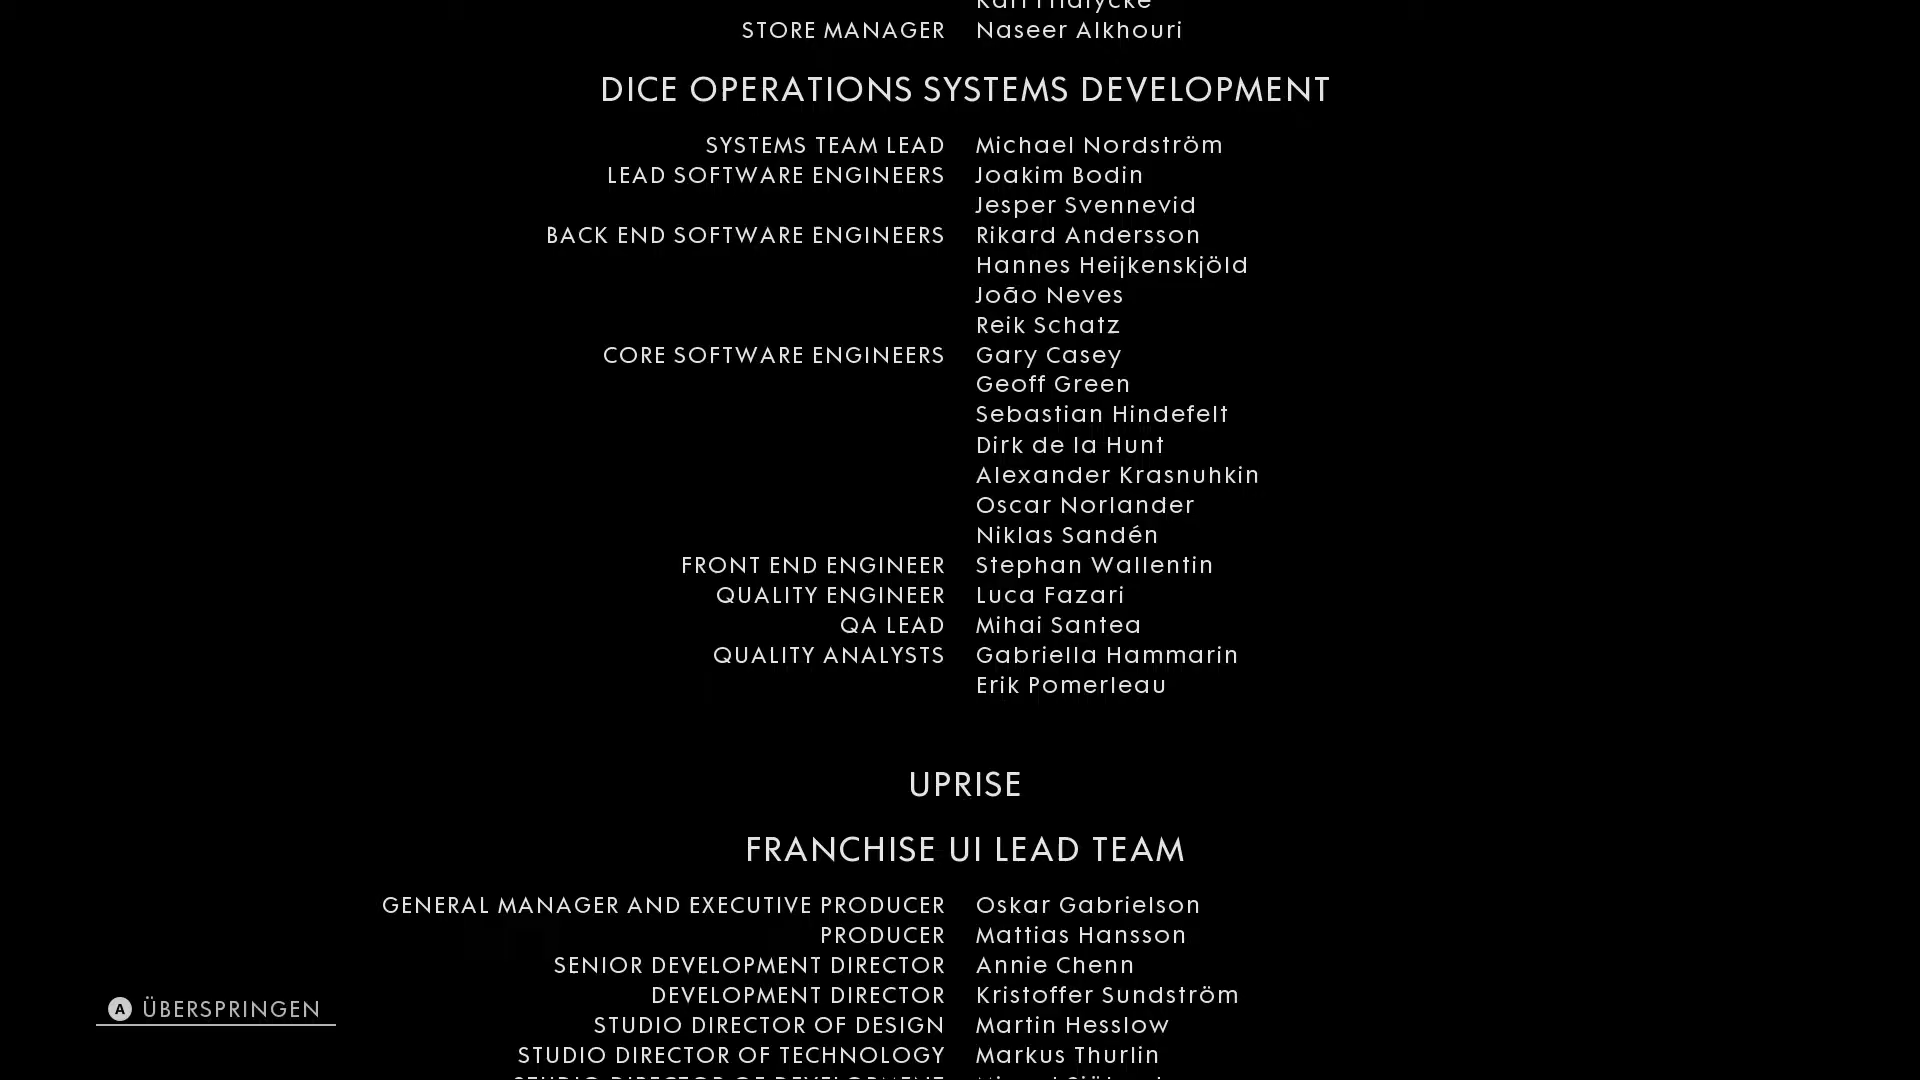 STORE MANAGER Naseer Alkhouri
DICE OPERATIONS SYSTEMS DEVELOPMENT
SYSTEMS TEAM LEAD Michael Nordström
LEAD SOFTWARE ENGINEERS Joakim Bodin
Jesper Svennevid
BACK END SOFTWARE ENGINEERS Rikard Andersson
Hannes Heijkenskjöld
João Neves
Reik Schatz
CORE SOFTWARE ENGINEERS Gary Casey
Geoff Green
Sebastian Hindefelt
Dirk de la Hunt
Alexander Krasnuhkin
Oscar Norlander
Niklas Sandén
FRONT END ENGINEER Stephan Wallentin
QUALITY ENGINEER Luca Fazari
QA LEAD Mihai Santea
QUALITY ANALYSTS Gabriella Hammarin
Erik Pomerleau
UPRISE
FRANCHISE UI LEAD TEAM
GENERAL MANAGER AND EXECUTIVE PRODUCER Oskar Gabrielson
PRODUCER Mattias Hansson
SENIOR DEVELOPMENT DIRECTOR Annie Chenn
DEVELOPMENT DIRECTOR Kristoffer Sundström
A ÜBERSPRINGEN
STUDIO DIRECTOR OF DESIGN Martin Hesslow
STUDIO DIRECTOR OF TECHNOLOGY Markus Thurlin
STUDIO DIRECTOR OF DEVELOPMENT